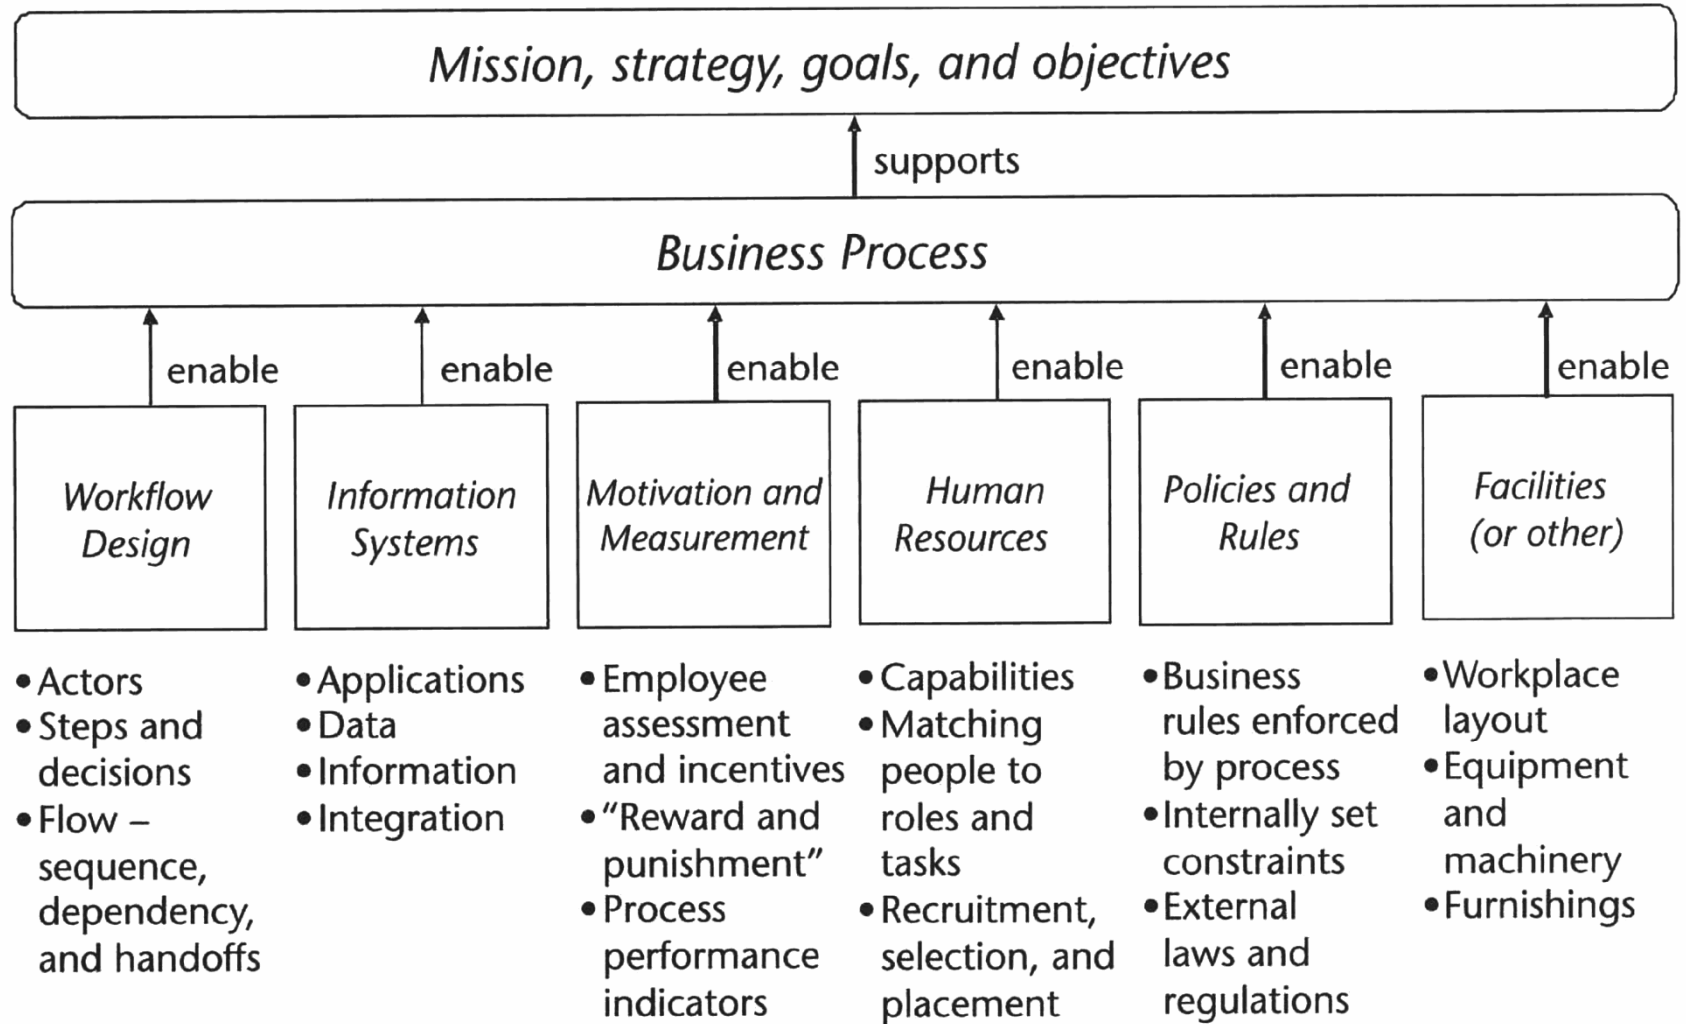 Mission, strategy, goals, and objectives
supports
Business Process
enable
enable
enable
enable
enable
enable
Workflow
Design
Information
Systems
Motivation and
Measurement
Human
Resources
Policies and
Rules
Facilities
(or other)
•Actors
•Steps and
decisions
•Flow –
sequence,
dependency,
and handoffs
•Applications
•Data
•Information
•Integration
•Employee
assessment
and incentives
•"Reward and
punishment"
•Process
performance
indicators
•Capabilities
•Matching
people to
roles and
tasks
•Recruitment,
selection, and
placement
•Business
rules enforced
by process
•Internally set
constraints
•External
laws and
regulations
•Workplace
layout
•Equipment
and
machinery
•Furnishings